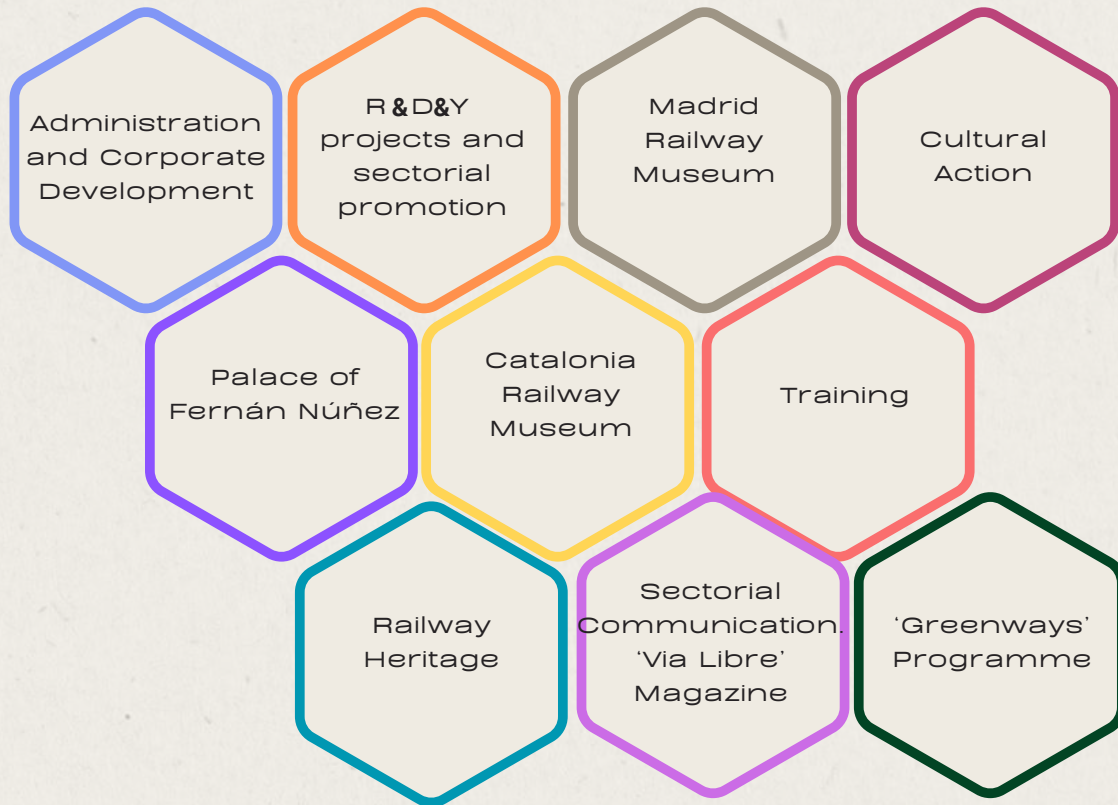 Administration
and Corporate
Development
R &D&Y
projects and
sectorial
promotion
Madrid
Railway
Museum
Cultural
Action
Palace of
Fernán Núñez
Catalonia
Railway
Museum
Training
Railway
Heritage
Sectorial
Communication.
‘Via Libre’
Magazine
‘Greenways’
Programme